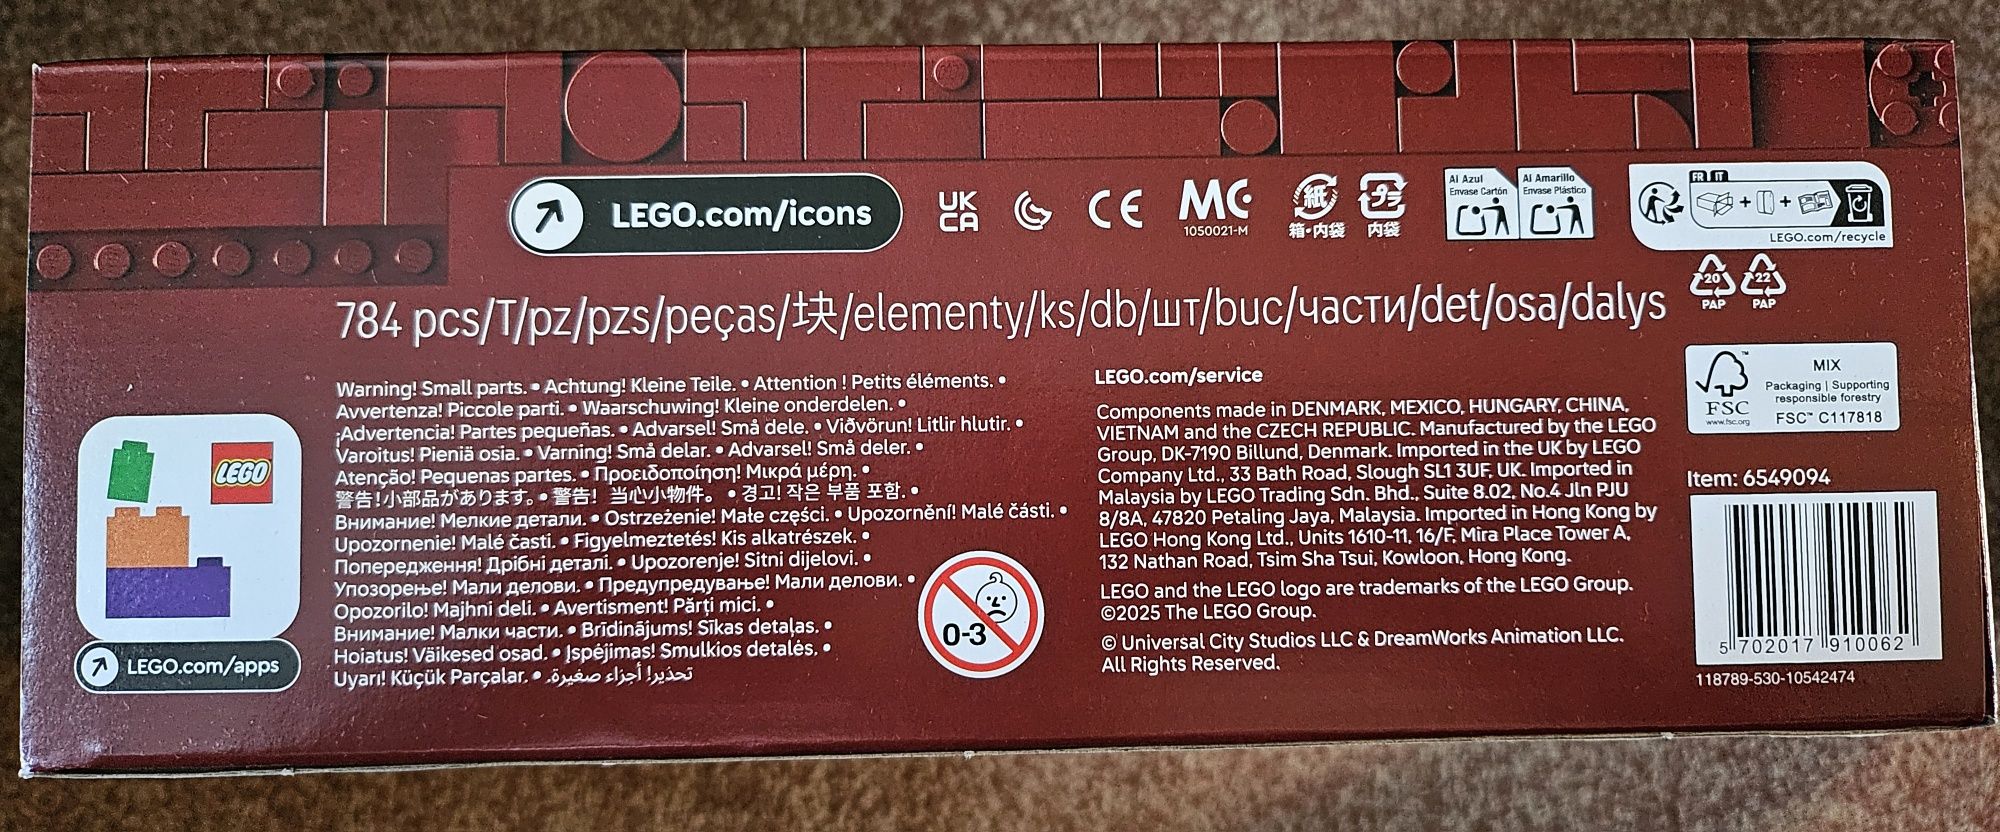 LEGO.com/icons
UK
CA
CE
MC
1050021-M
紙
箱・内袋
プラ
内袋
Al Azul
Envase Cartón
Al Amarillo
Envase Plástico
FR IT
+ +
LEGO.com/recycle
20
PAP
22
PAP
784 pcs/T/pz/pzs/peças/块/elementy/ks/db/шт/buc/части/det/osa/dalys
Warning! Small parts. • Achtung! Kleine Teile. • Attention ! Petits éléments. •
Avvertenza! Piccole parti. • Waarschuwing! Kleine onderdelen. •
¡Advertencia! Partes pequeñas. • Advarsel! Små dele. • Viðvörun! Litlir hlutir. •
Varoitus! Pieniä osia. • Varning! Små delar. • Advarsel! Små deler. •
Atenção! Pequenas partes. • Προειδοποίηση! Μικρά μέρη. •
警告!小部品があります。• 警告! 当心小物件。 • 경고! 작은 부품 포함. •
Внимание! Мелкие детали. • Ostrzeżenie! Małe części. • Upozornění! Malé části. •
Upozornenie! Malé časti. • Figyelmeztetés! Kis alkatrészek. •
Попередження! Дрібні деталі. • Upozorenje! Sitni dijelovi. •
Упозорење! Мали делови. • Предупредување! Мали делови. •
Opozorilo! Majhni deli. • Avertisment! Părți mici. •
Внимание! Малки части. • Brīdinājums! Sīkas detaļas. •
Hoiatus! Väikesed osad. • Įspėjimas! Smulkios detalės. •
Uyarı! Küçük Parçalar. • تحذير! أجزاء صغيرة.
0-3
LEGO.com/service
Components made in DENMARK, MEXICO, HUNGARY, CHINA,
VIETNAM and the CZECH REPUBLIC. Manufactured by the LEGO
Group, DK-7190 Billund, Denmark. Imported in the UK by LEGO
Company Ltd., 33 Bath Road, Slough SL1 3UF, UK. Imported in
Malaysia by LEGO Trading Sdn. Bhd., Suite 8.02, No.4 Jln PJU
8/8A, 47820 Petaling Jaya, Malaysia. Imported in Hong Kong by
LEGO Hong Kong Ltd., Units 1610-11, 16/F, Mira Place Tower A,
132 Nathan Road, Tsim Sha Tsui, Kowloon, Hong Kong.
LEGO and the LEGO logo are trademarks of the LEGO Group.
©2025 The LEGO Group.
© Universal City Studios LLC & DreamWorks Animation LLC.
All Rights Reserved.
FSC™
www.fsc.org
MIX
Packaging | Supporting
responsible forestry
FSC™ C117818
Item: 6549094
5 702017 910062
118789-530-10542474
LEGO
LEGO.com/apps